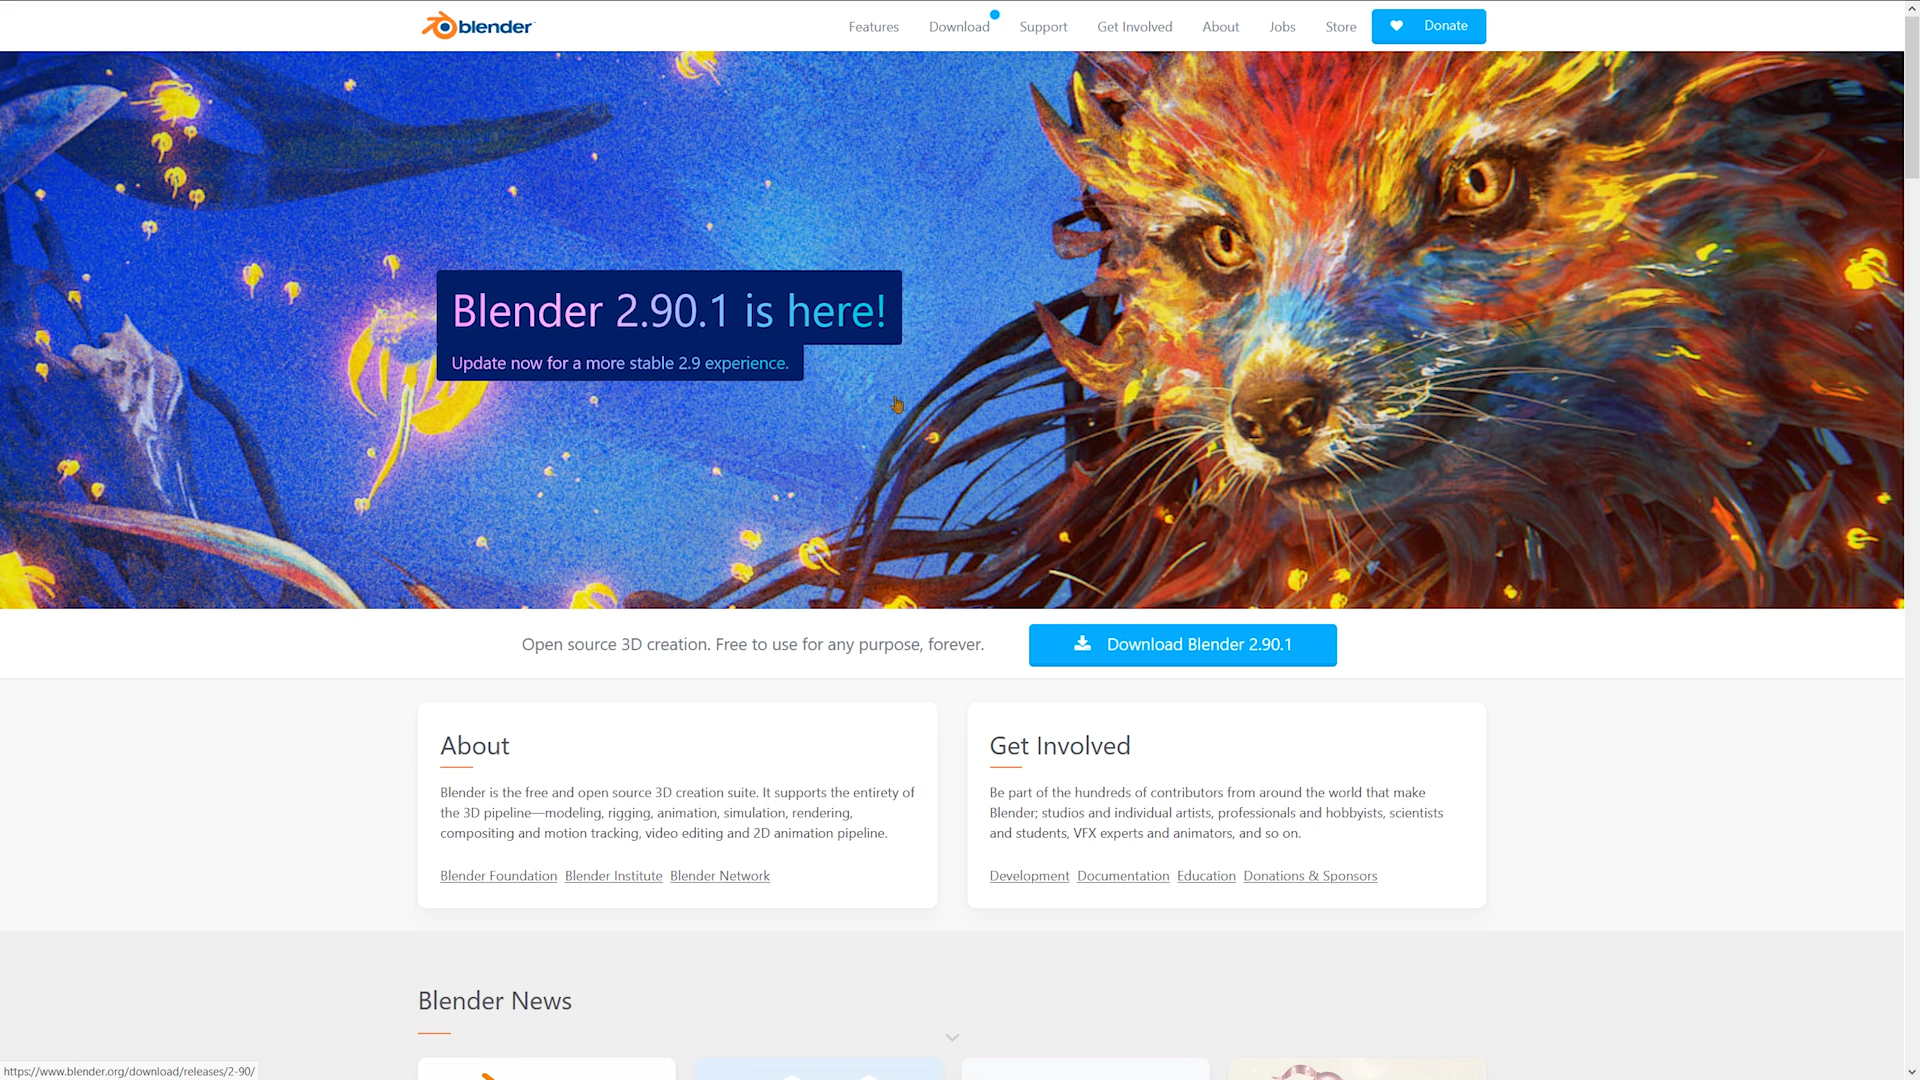 blender
Features Download Support Get Involved About Jobs Store Donate
Blender 2.90.1 is here!
Update now for a more stable 2.9 experience.
Open source 3D creation. Free to use for any purpose, forever.
Download Blender 2.90.1
About
Blender is the free and open source 3D creation suite. It supports the entirety of
the 3D pipeline—modeling, rigging, animation, simulation, rendering,
compositing and motion tracking, video editing and 2D animation pipeline.
Blender Foundation Blender Institute Blender Network
Get Involved
Be part of the hundreds of contributors from around the world that make
Blender; studios and individual artists, professionals and hobbyists, scientists
and students, VFX experts and animators, and so on.
Development Documentation Education Donations & Sponsors
Blender News
https://www.blender.org/download/releases/2-90/